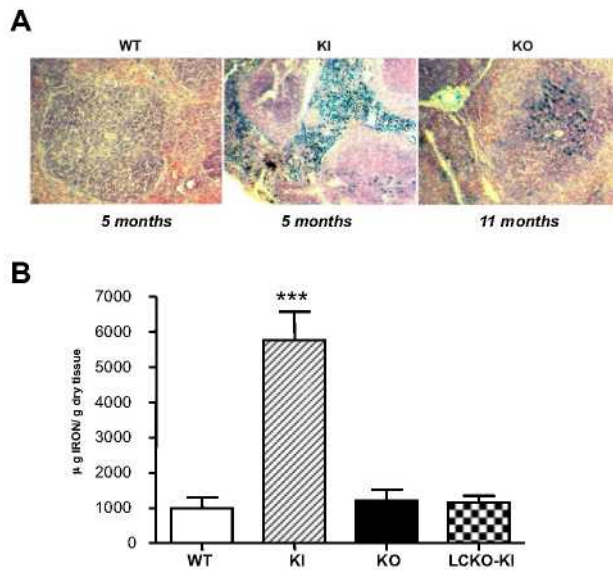 A
WT KI KO
5 months 5 months 11 months
B
μ g IRON/ g dry tissue
7000
6000
5000
4000
3000
2000
1000
0
***
WT KI KO LCKO-KI